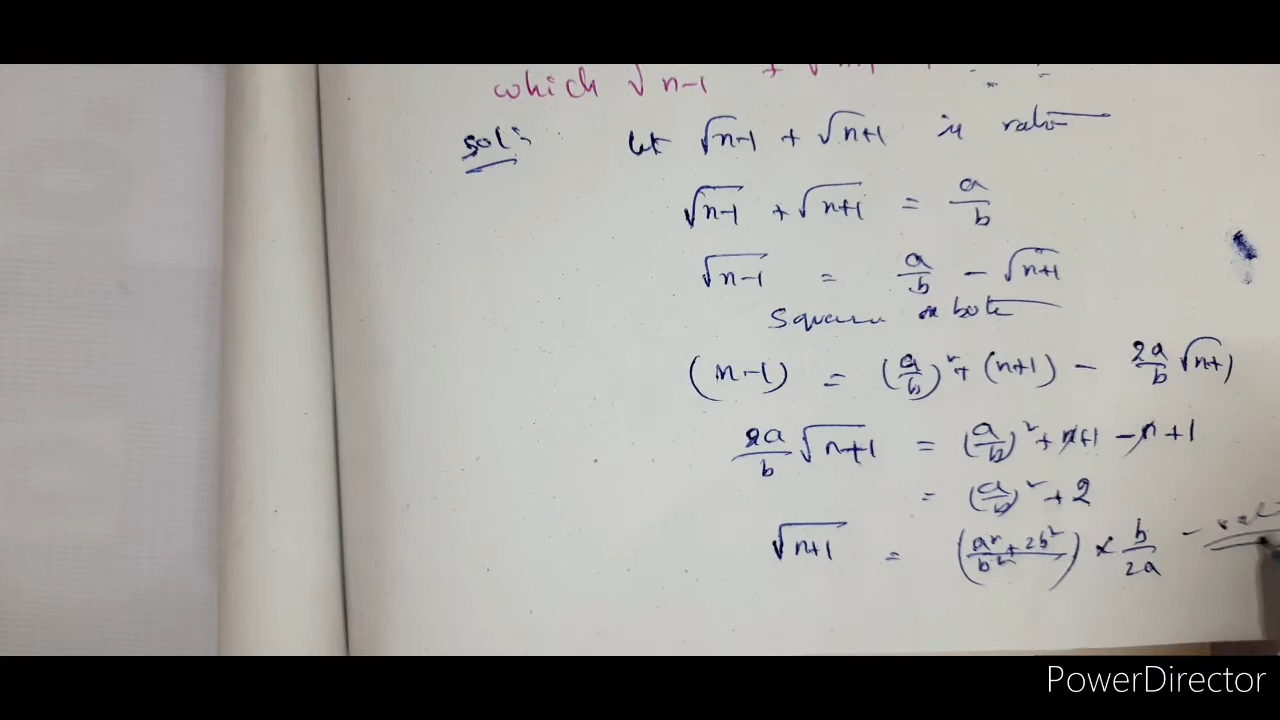 which √n-1 +
sol: let √n-1 + √n+1 is
√n-1 + √n+1 = a/b
√n-1 = a/b - √n+1
Square on both
(n-1) = (a/b)² + (n+1) - 2a/b √n+1
2a/b √n+1 = (a/b)² + n+1 - n+1
= (a/b)² + 2
√n+1 = (a²+2b²/b²) × b/2a -
PowerDirector